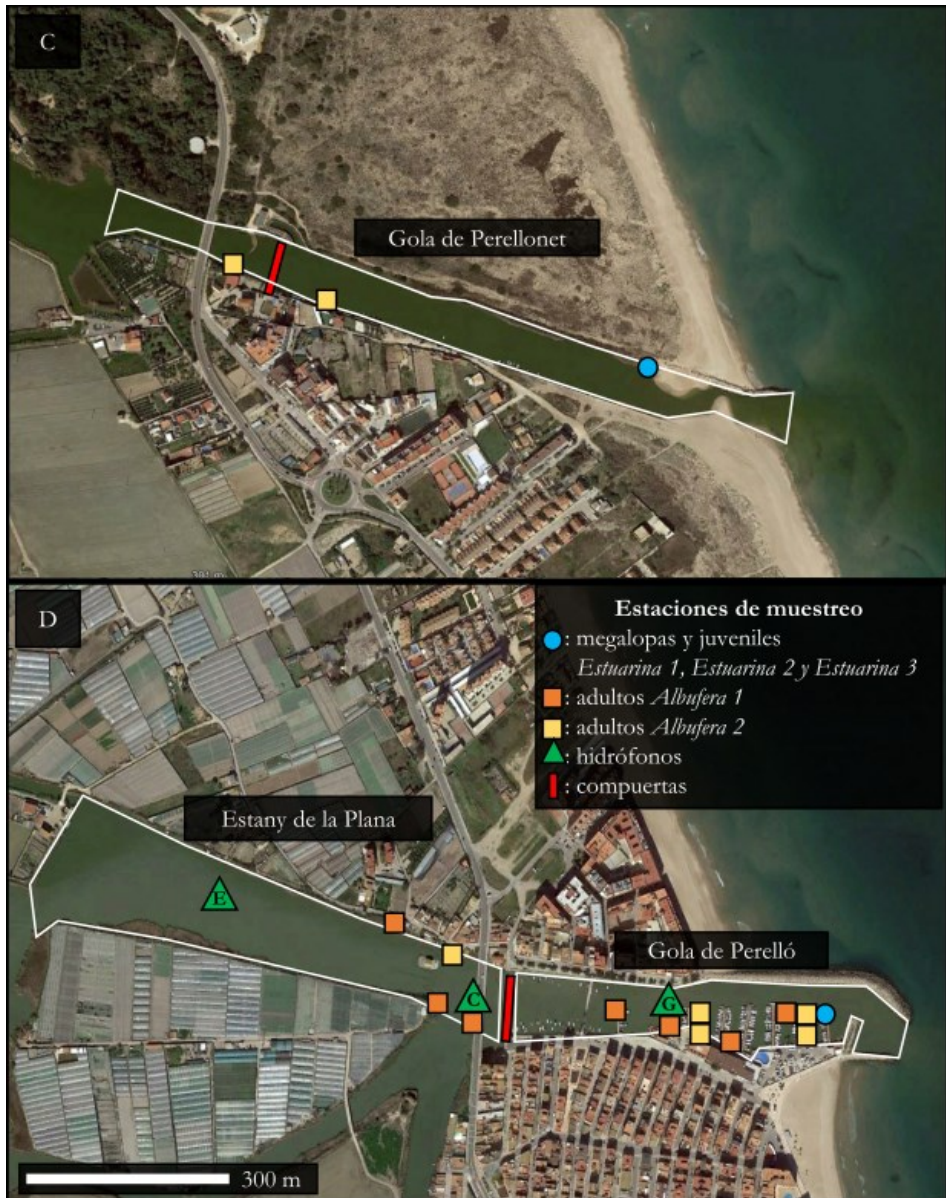 C
Gola de Perellonet
D
Estaciones de muestreo
: megalopas y juveniles
Estuarina 1, Estuarina 2 y Estuarina 3
: adultos Albufera 1
: adultos Albufera 2
: hidrófonos
: compuertas
Estany de la Plana
E
Gola de Perelló
C
G
300 m